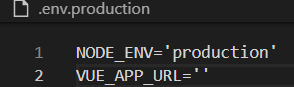 .env.production
1 NODE_ENV='production'
2 VUE_APP_URL=''